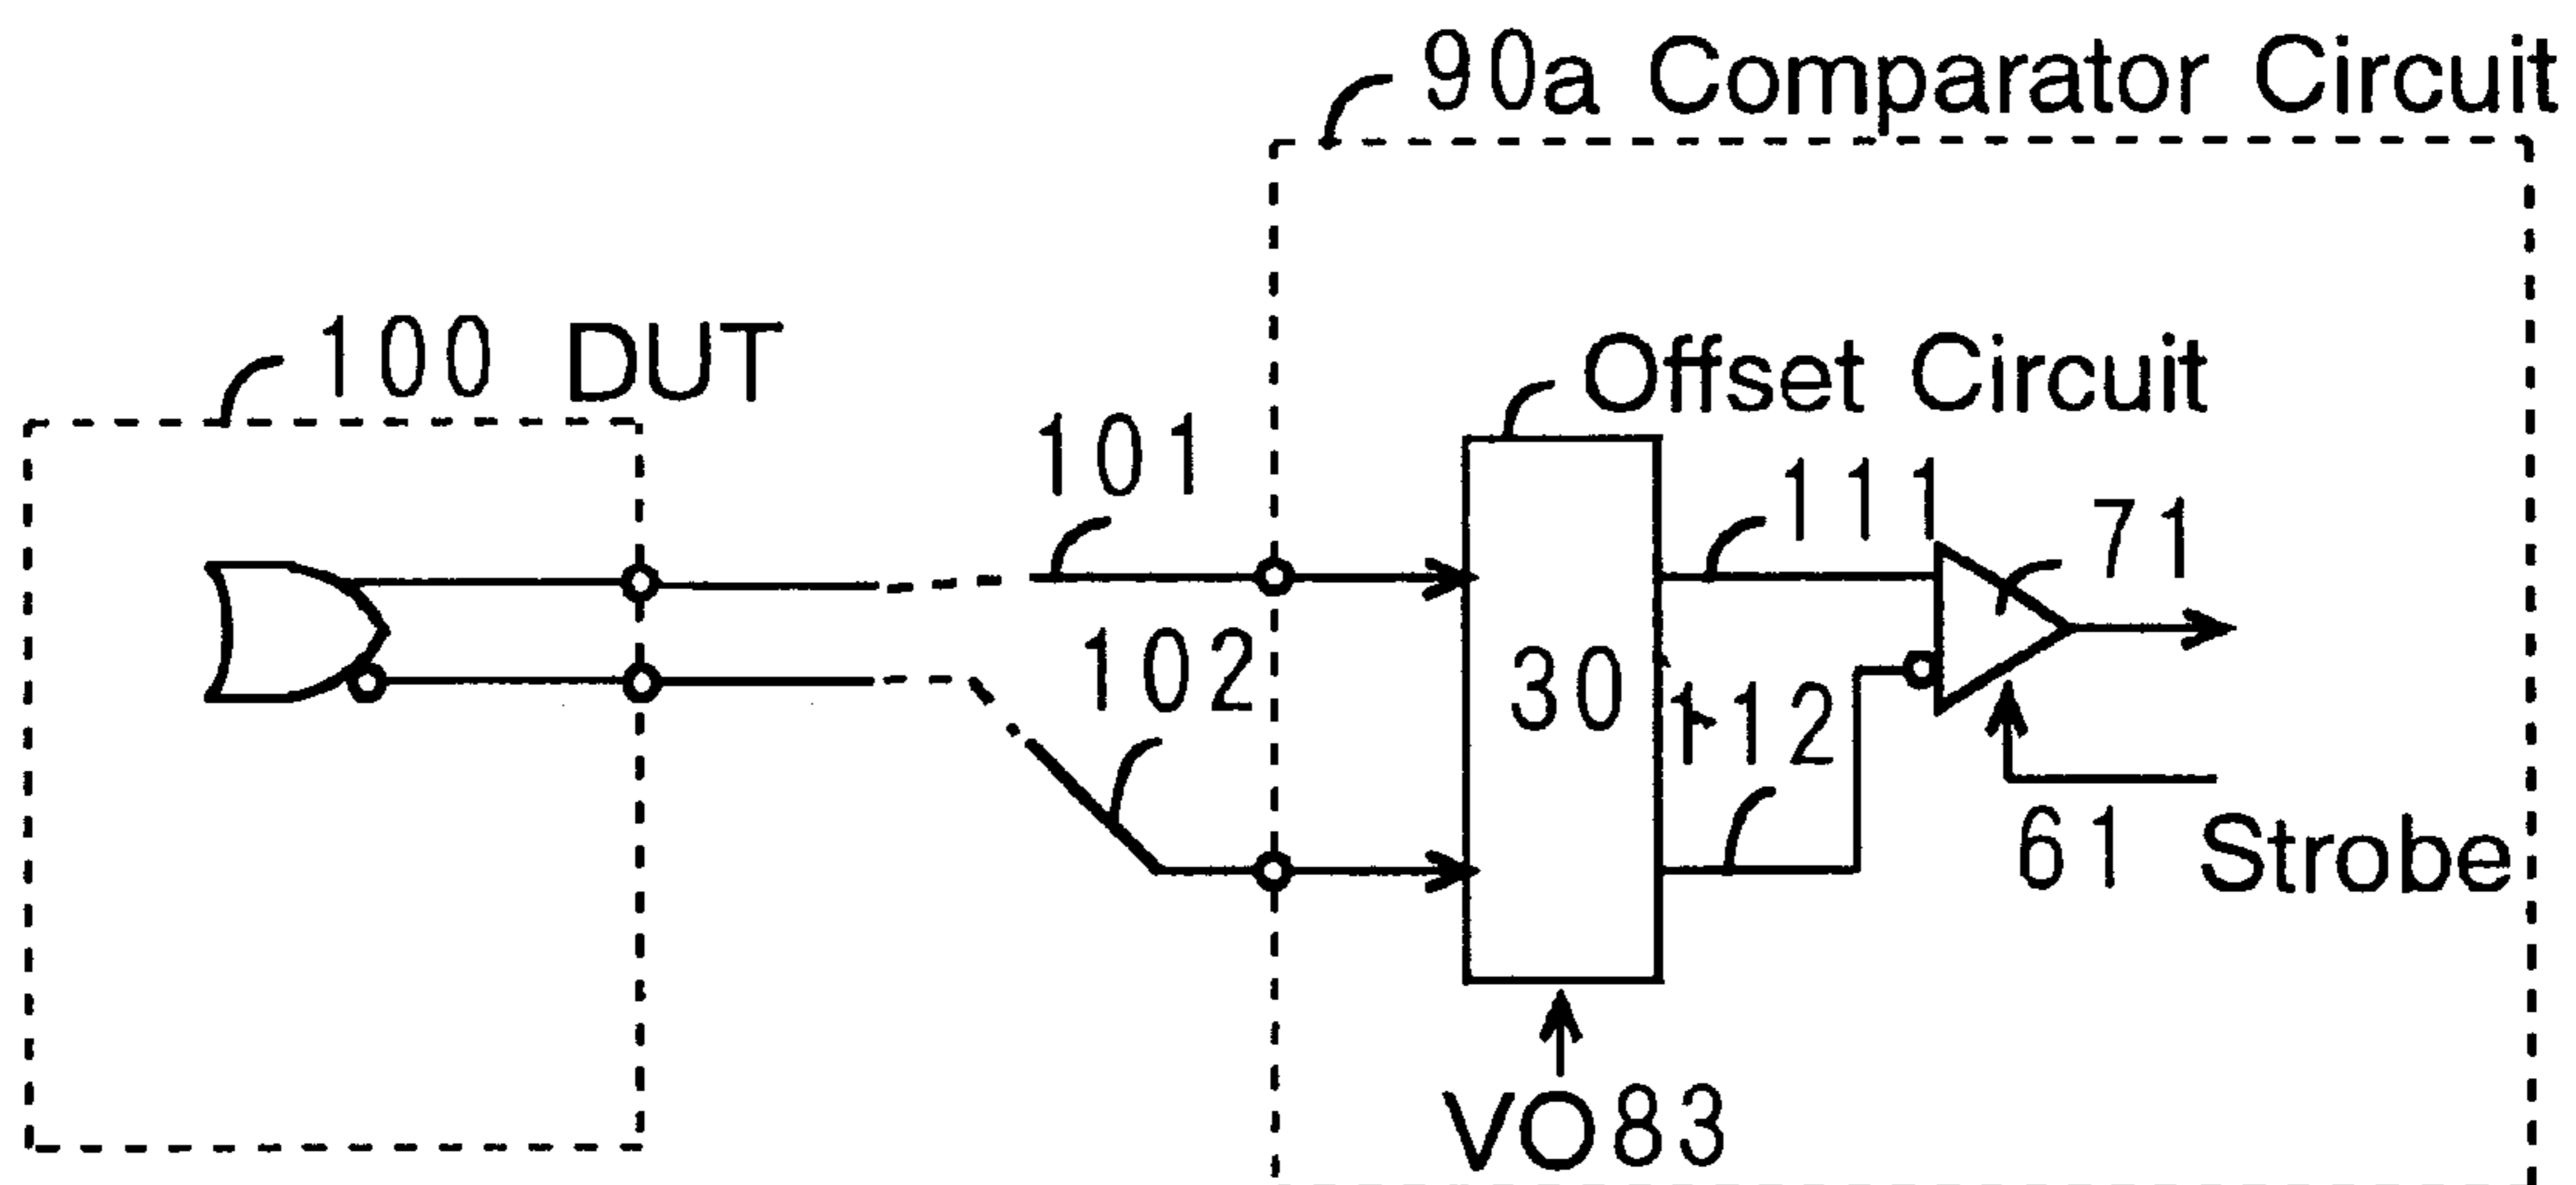 90a Comparator Circuit
100 DUT
Offset Circuit
101
111
71
102
30
112
61 Strobe
VO83